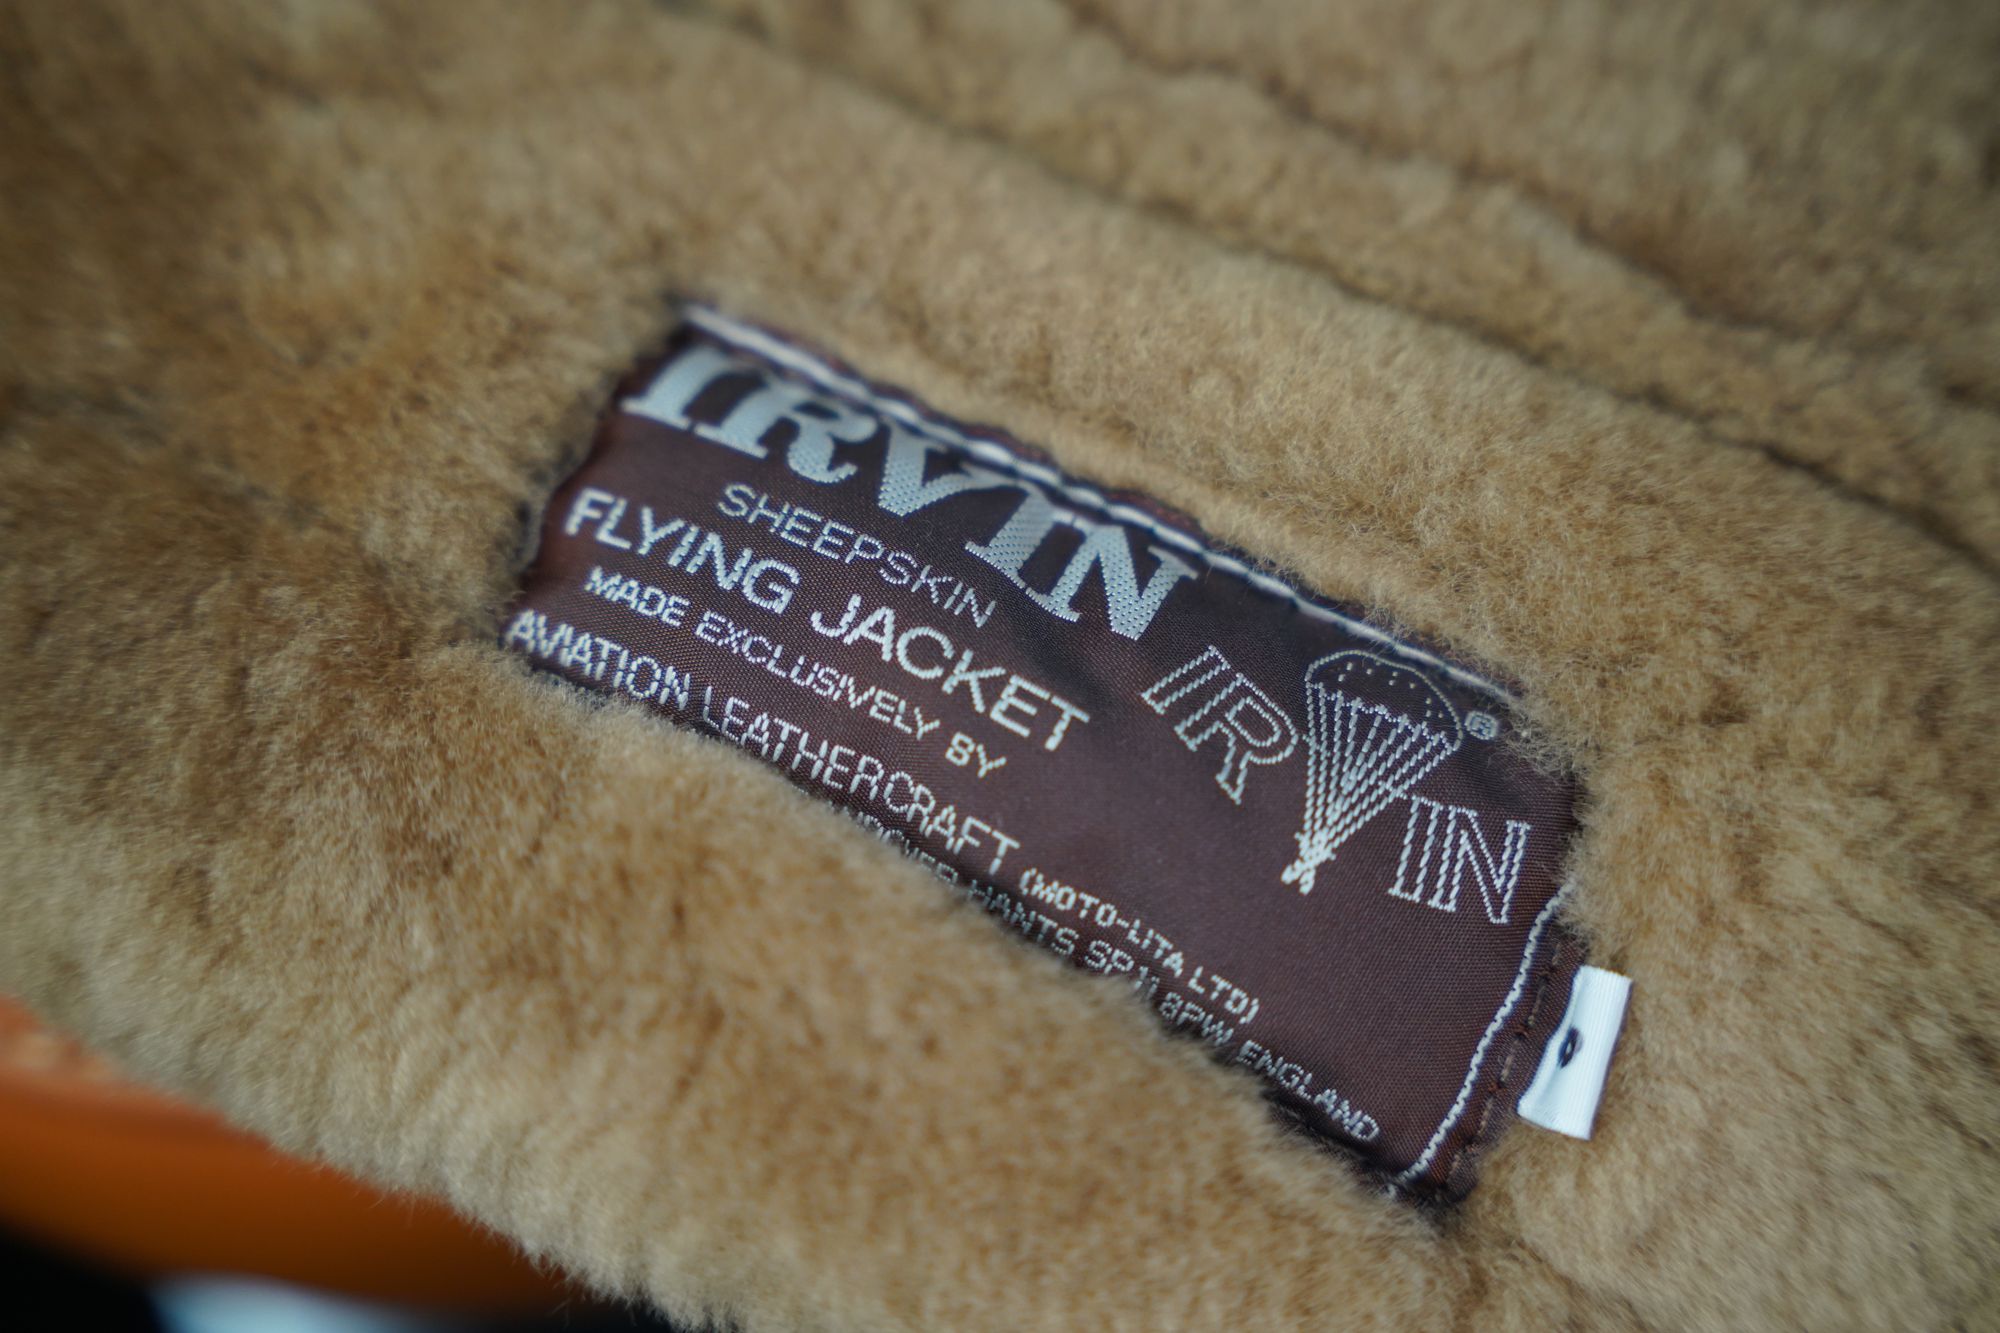 IRVIN
SHEEPSKIN
FLYING JACKET
MADE EXCLUSIVELY BY
AVIATION LEATHERCRAFT (MOTO-LITA LTD)
HANTS SP11 8PW ENGLAND
IRVIN®